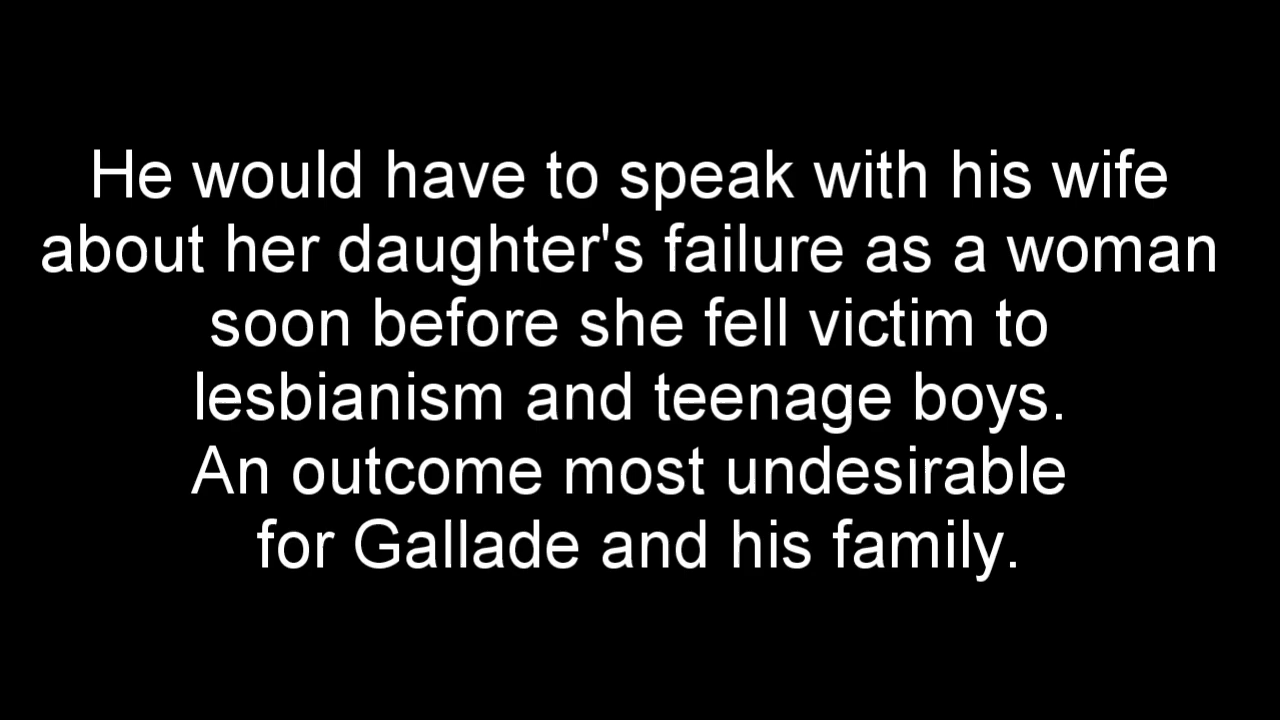 He would have to speak with his wife
about her daughter's failure as a woman
soon before she fell victim to
lesbianism and teenage boys.
An outcome most undesirable
for Gallade and his family.